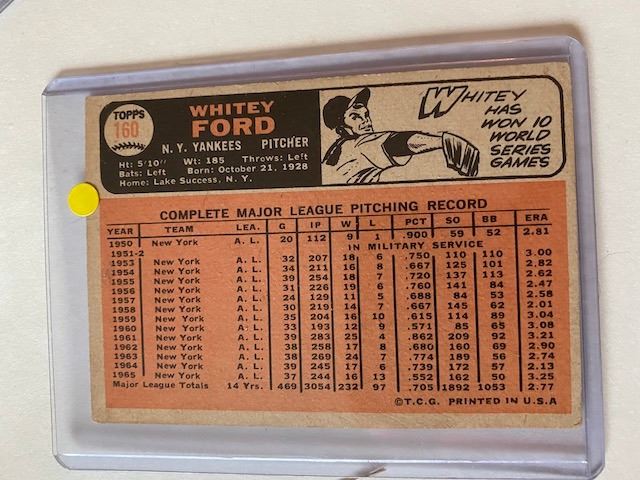 TOPPS
160
WHITEY
FORD
N.Y. YANKEES PITCHER
Ht: 5'10" Wt: 185 Throws: Left
Bats: Left Born: October 21, 1928
Home: Lake Success, N. Y.
WHITEY
HAS
WON 10
WORLD
SERIES
GAMES
COMPLETE MAJOR LEAGUE PITCHING RECORD
YEAR TEAM LEA. G IP W L PCT SO BB ERA
1950 New York A. L. 20 112 9 1 .900 59 52 2.81
1951-2 IN MILITARY SERVICE
1953 New York A. L. 32 207 18 6 .750 110 110 3.00
1954 New York A. L. 34 211 16 8 .667 125 101 2.82
1955 New York A. L. 39 254 18 7 .720 137 113 2.62
1956 New York A. L. 31 226 19 6 .760 141 84 2.47
1957 New York A. L. 24 129 11 5 .688 84 53 2.58
1958 New York A. L. 30 219 14 7 .667 145 62 2.01
1959 New York A. L. 35 204 16 10 .615 114 89 3.04
1960 New York A. L. 33 193 12 9 .571 85 65 3.08
1961 New York A. L. 39 283 25 4 .862 209 92 3.21
1962 New York A. L. 38 258 17 8 .680 160 69 2.90
1963 New York A. L. 38 269 24 7 .774 189 56 2.74
1964 New York A. L. 39 245 17 6 .739 172 57 2.13
1965 New York A. L. 37 244 16 13 .552 162 50 3.25
Major League Totals 14 Yrs. 469 3054 232 97 .705 1892 1053 2.77
©T.C.G. PRINTED IN U.S.A